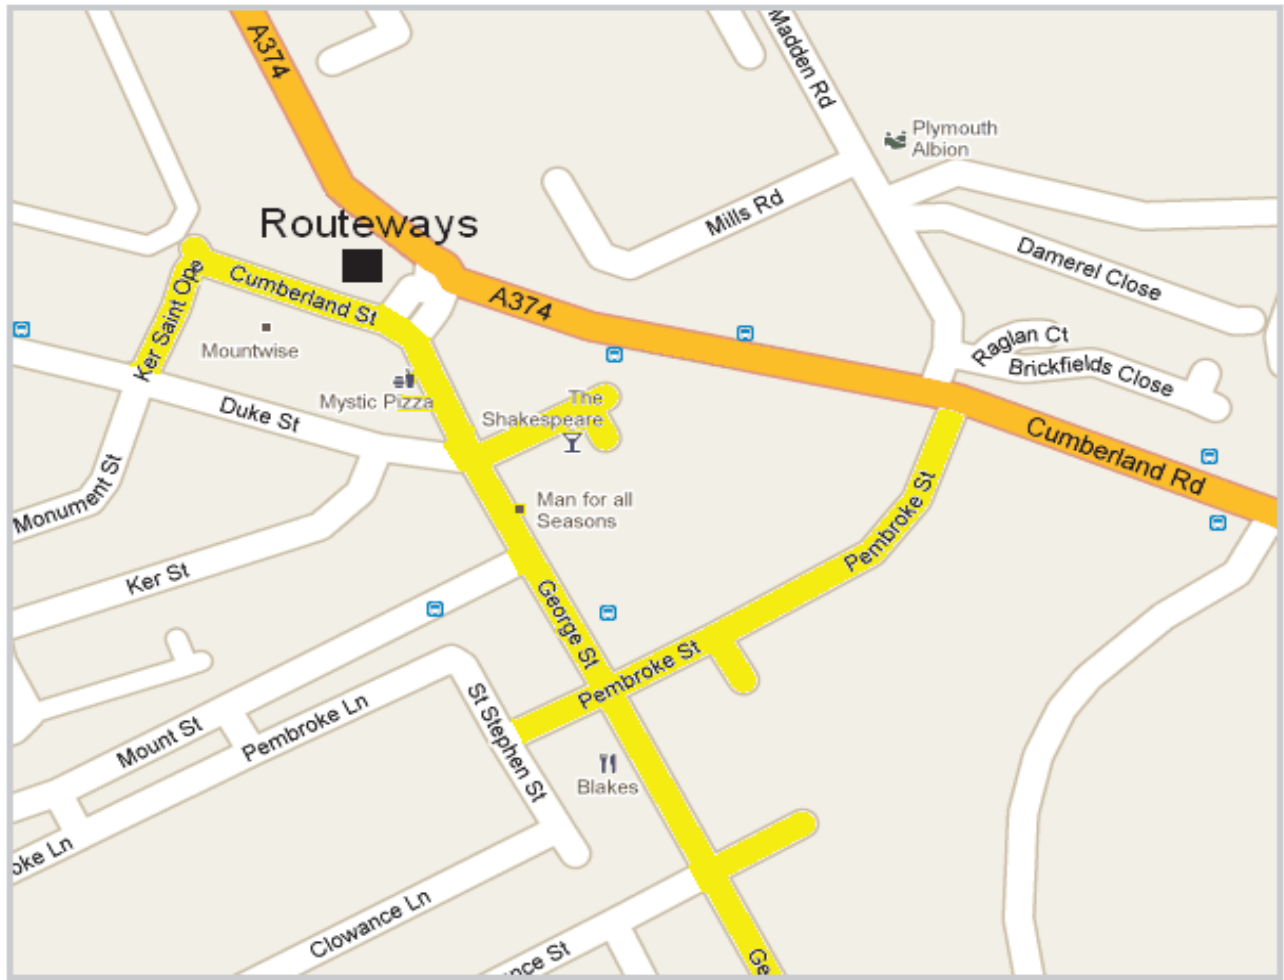 A374
Madden Rd
Plymouth
Albion
Mills Rd
Routeways
Damerel Close
Cumberland St
Ker Saint Ope
A374
Raglan Ct
Brickfields Close
Mountwise
Mystic Pizza
The
Shakespeare
Duke St
Cumberland Rd
Monument St
Man for all
Seasons
Pembroke St
Ker St
George St
Pembroke St
Mount St
Pembroke Ln
St Stephen St
Blakes
oke Ln
Clowance Ln
nce St
Ge